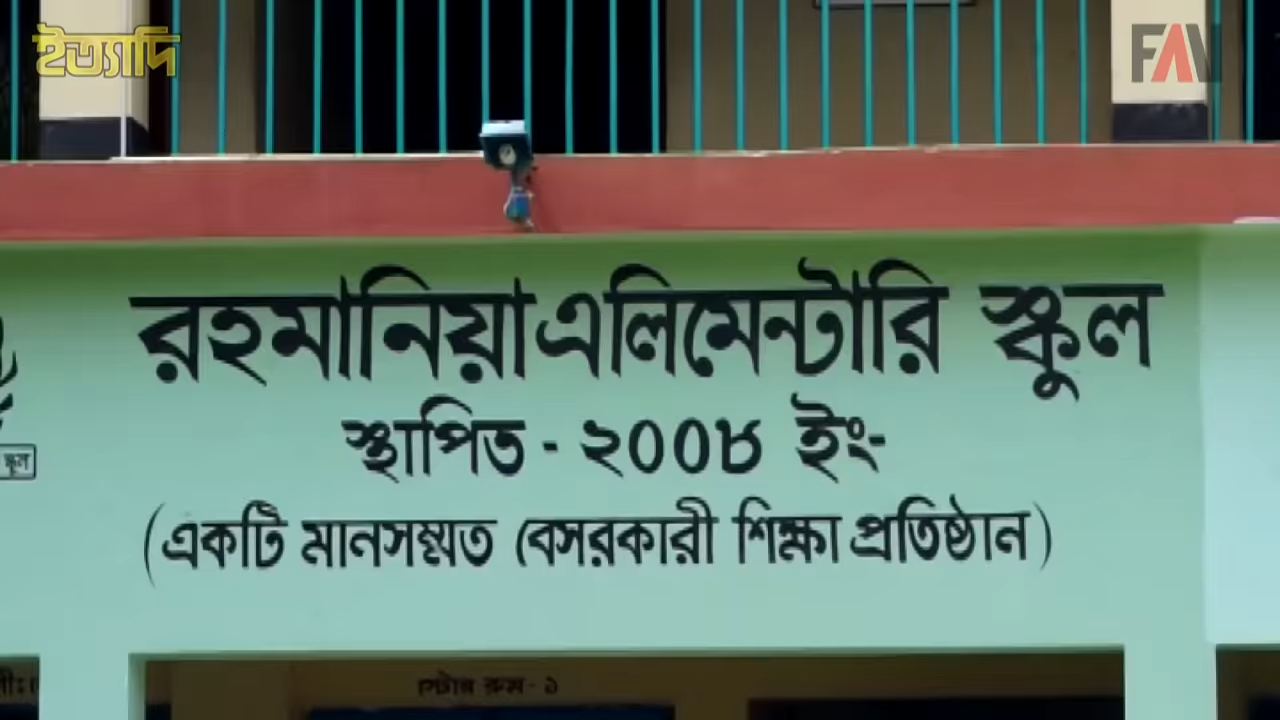 ইত্যাদি
FAV
রহমানিয়া এলিমেন্টারি স্কুল
স্থাপিত - ২০০৮ ইং-
(একটি মানসম্মত বেসরকারী শিক্ষা প্রতিষ্ঠান)
স্কুল
স্টোর রুম - ১